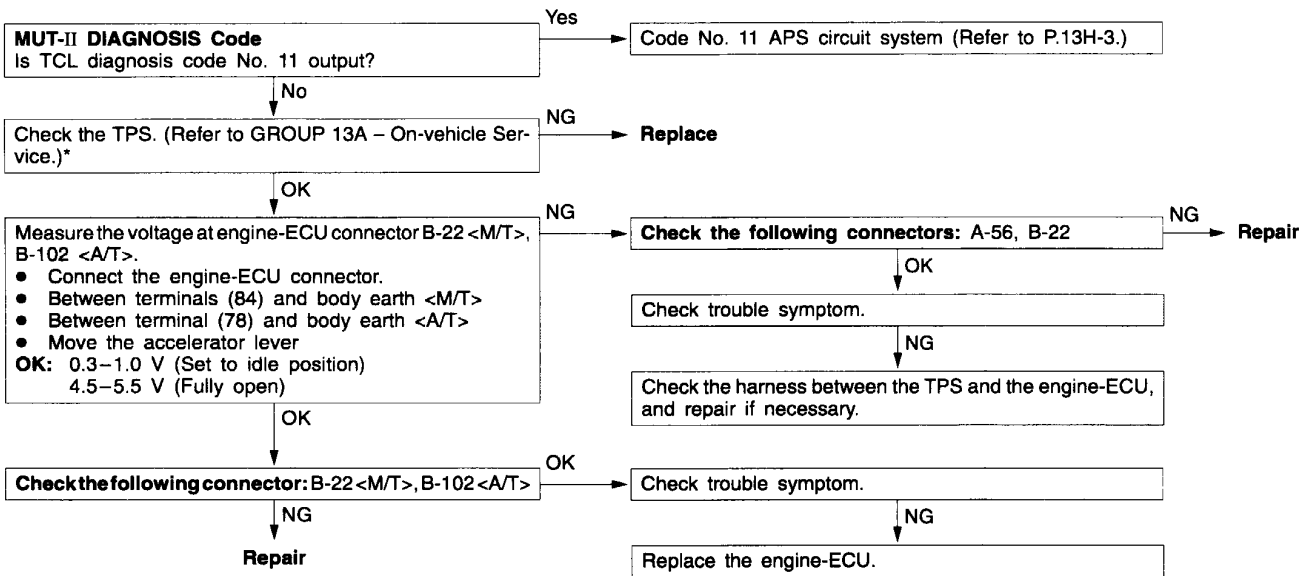 MUT-II DIAGNOSIS Code
Is TCL diagnosis code No. 11 output?
Yes
Code No. 11 APS circuit system (Refer to P.13H-3.)
No
Check the TPS. (Refer to GROUP 13A – On-vehicle Ser-
vice.)*
NG
Replace
OK
Measure the voltage at engine-ECU connector B-22 <M/T>,
B-102 <A/T>.
● Connect the engine-ECU connector.
● Between terminals (84) and body earth <M/T>
● Between terminal (78) and body earth <A/T>
● Move the accelerator lever
OK: 0.3–1.0 V (Set to idle position)
4.5–5.5 V (Fully open)
NG
Check the following connectors: A-56, B-22
NG
Repair
OK
Check trouble symptom.
NG
Check the harness between the TPS and the engine-ECU,
and repair if necessary.
OK
Check the following connector: B-22 <M/T>, B-102 <A/T>
OK
Check trouble symptom.
NG
Repair
NG
Replace the engine-ECU.